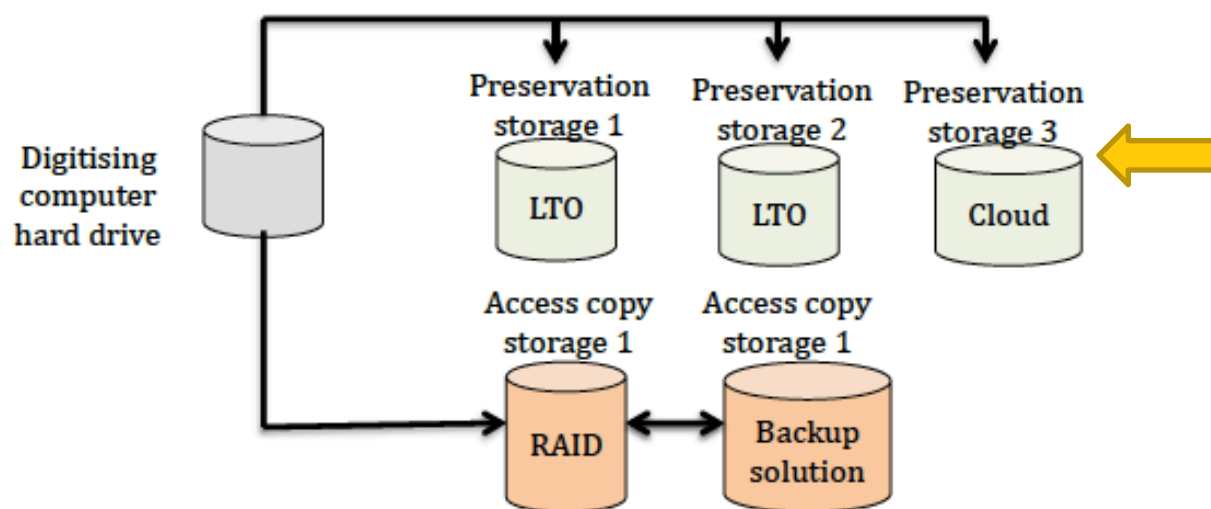 Preservation
storage 1
Preservation
storage 2
Preservation
storage 3
Digitising
computer
hard drive
LTO
LTO
Cloud
Access copy
storage 1
Access copy
storage 1
RAID
Backup
solution